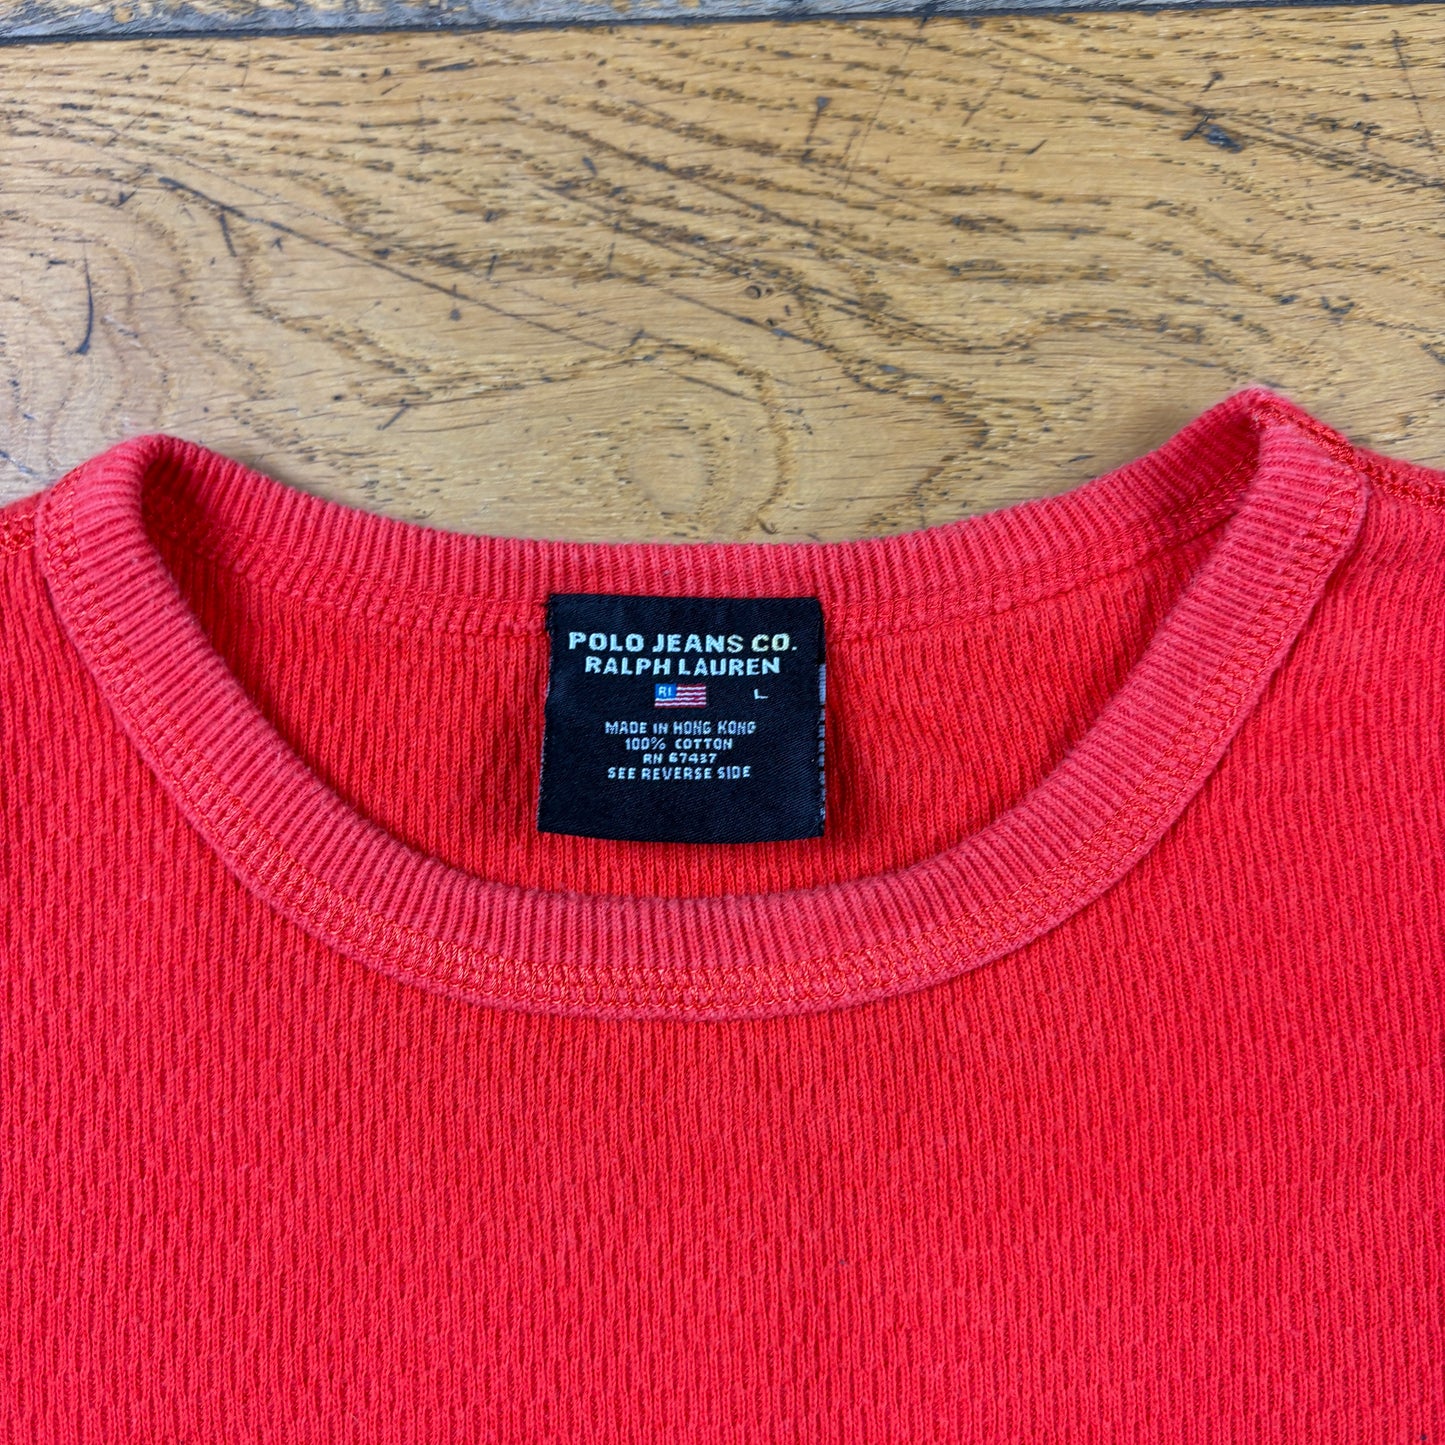 POLO JEANS CO.
RALPH LAUREN
RL L
MADE IN HONG KONG
100% COTTON
RN 67437
SEE REVERSE SIDE